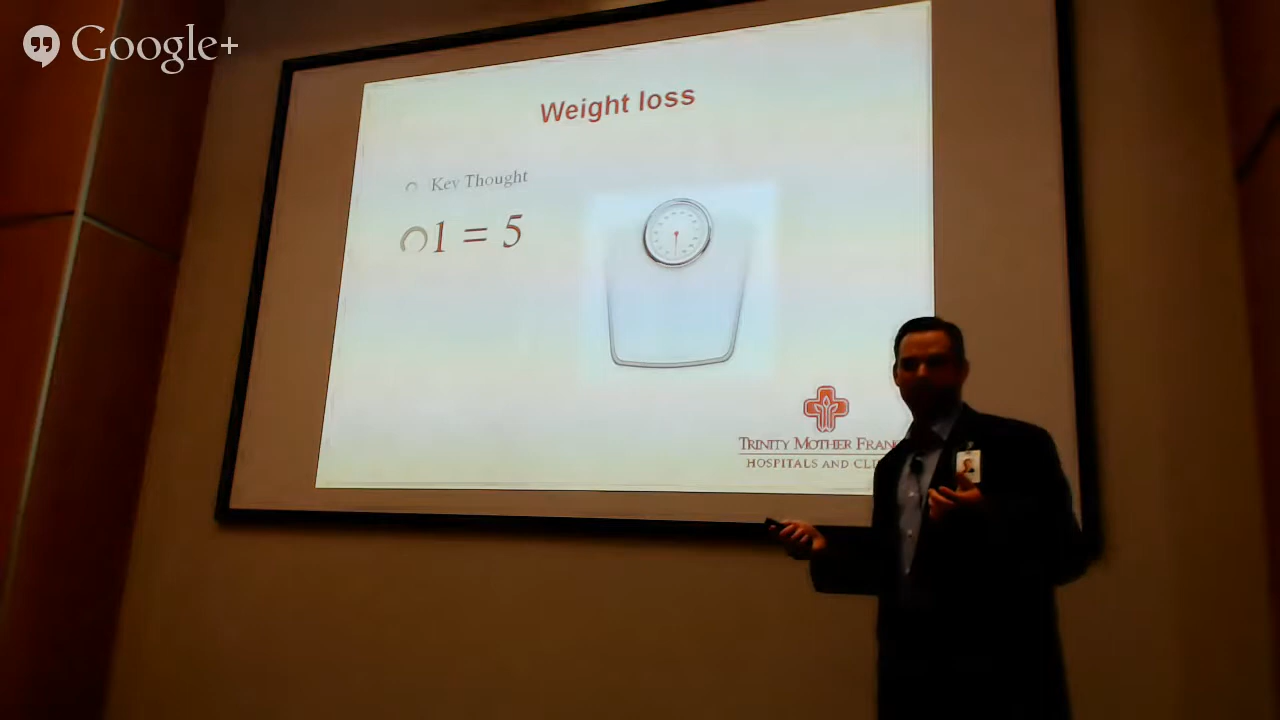 Google+
Weight loss
Key Thought
1 = 5
TRINITY MOTHER FRAN
HOSPITALS AND CLI